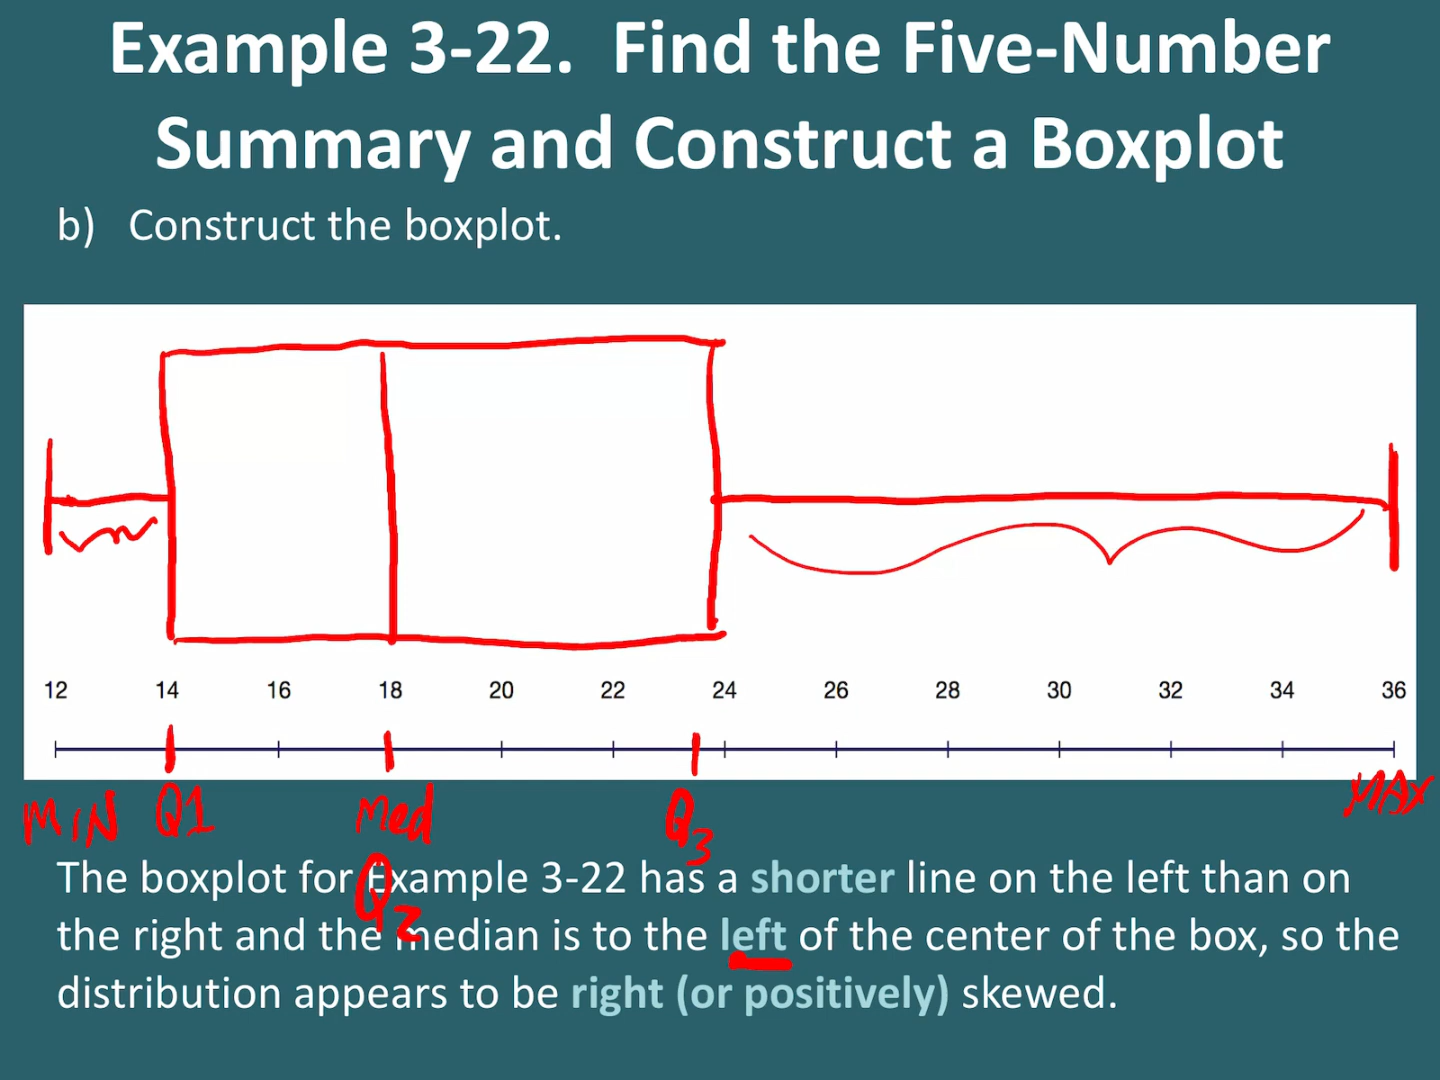 Example 3-22. Find the Five-Number
Summary and Construct a Boxplot
b) Construct the boxplot.
12 14 16 18 20 22 24 26 28 30 32 34 36
MIN Q1 Med Q3 MAX
Q2
The boxplot for Example 3-22 has a shorter line on the left than on
the right and the median is to the left of the center of the box, so the
distribution appears to be right (or positively) skewed.